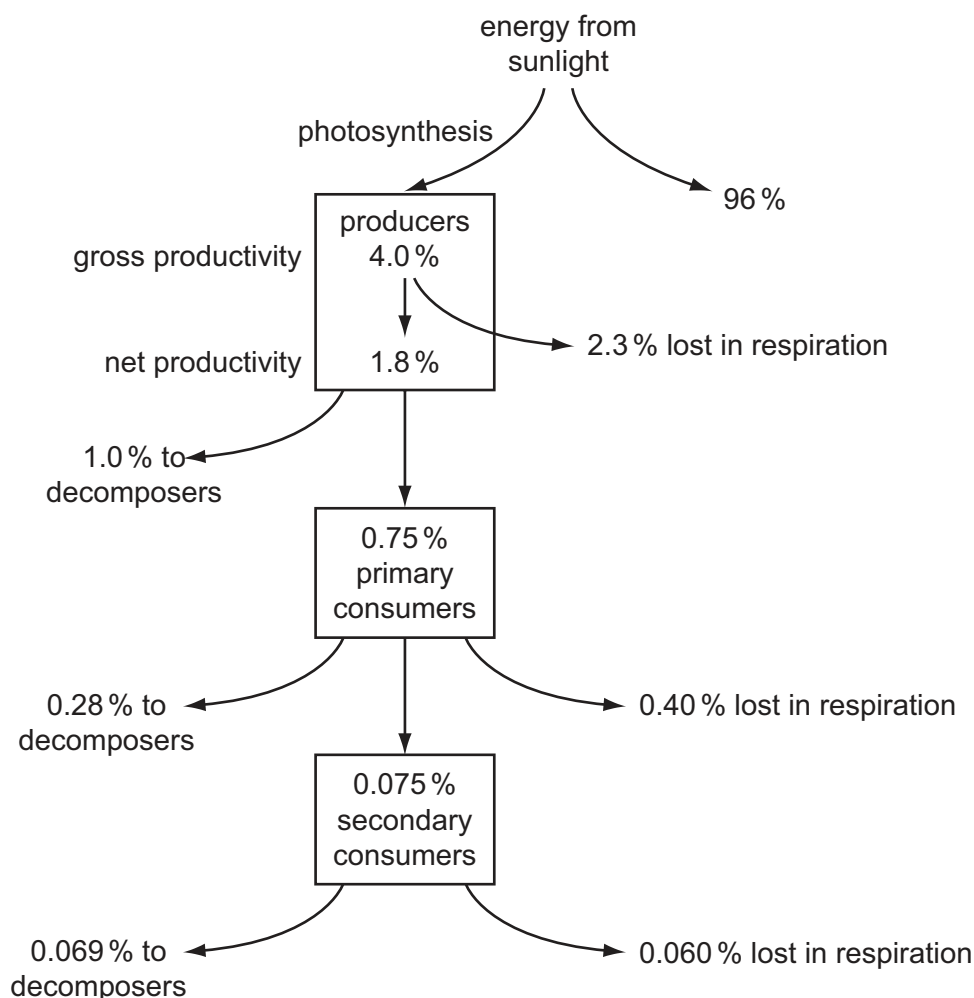 energy from
sunlight
photosynthesis
96 %
producers
gross productivity 4.0 %
2.3 % lost in respiration
net productivity 1.8 %
1.0 % to
decomposers
0.75 %
primary
consumers
0.28 % to
decomposers
0.40 % lost in respiration
0.075 %
secondary
consumers
0.069 % to
decomposers
0.060 % lost in respiration